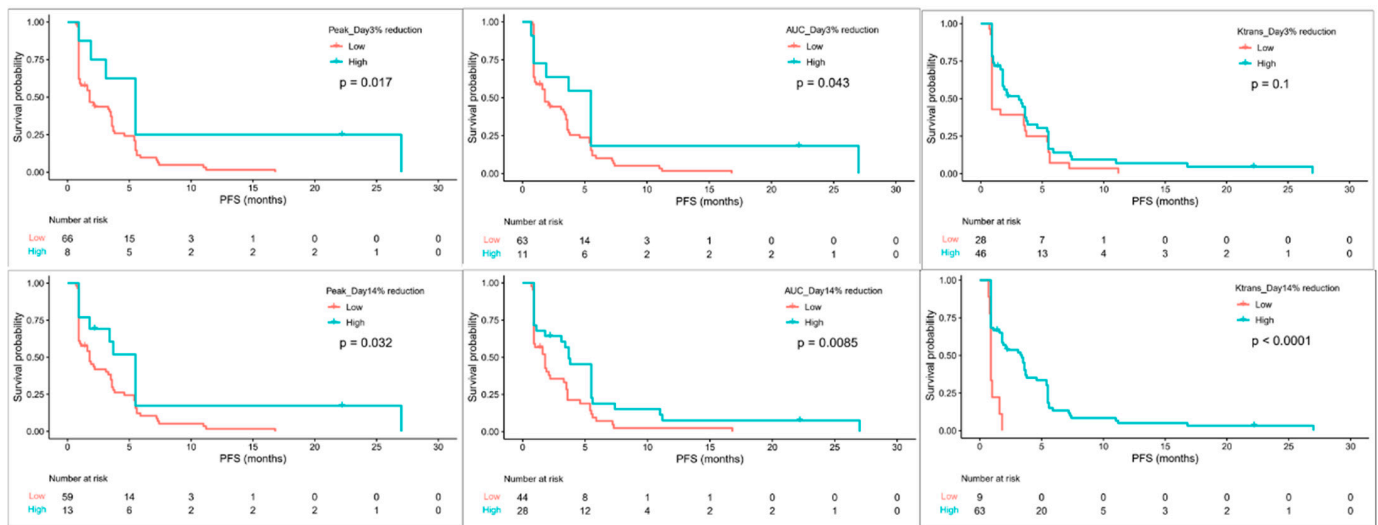 Peak_Day3% reduction
Low
High
p = 0.017
Survival probability
1.00
0.75
0.50
0.25
0.00
0 5 10 15 20 25 30
PFS (months)
Number at risk
Low 66 15 3 1 0 0 0
High 8 5 2 2 2 1 0
AUC_Day3% reduction
Low
High
p = 0.043
Survival probability
1.00
0.75
0.50
0.25
0.00
0 5 10 15 20 25 30
PFS (months)
Number at risk
Low 63 14 3 1 0 0 0
High 11 6 2 2 2 1 0
Ktrans_Day3% reduction
Low
High
p = 0.1
Survival probability
1.00
0.75
0.50
0.25
0.00
0 5 10 15 20 25 30
PFS (months)
Number at risk
Low 28 7 1 0 0 0 0
High 46 13 4 3 2 1 0
Peak_Day14% reduction
Low
High
p = 0.032
Survival probability
1.00
0.75
0.50
0.25
0.00
0 5 10 15 20 25 30
PFS (months)
Number at risk
Low 59 14 3 1 0 0 0
High 13 6 2 2 2 1 0
AUC_Day14% reduction
Low
High
p = 0.0085
Survival probability
1.00
0.75
0.50
0.25
0.00
0 5 10 15 20 25 30
PFS (months)
Number at risk
Low 44 8 1 1 0 0 0
High 28 12 4 2 2 1 0
Ktrans_Day14% reduction
Low
High
p < 0.0001
Survival probability
1.00
0.75
0.50
0.25
0.00
0 5 10 15 20 25 30
PFS (months)
Number at risk
Low 9 0 0 0 0 0 0
High 63 20 5 3 2 1 0